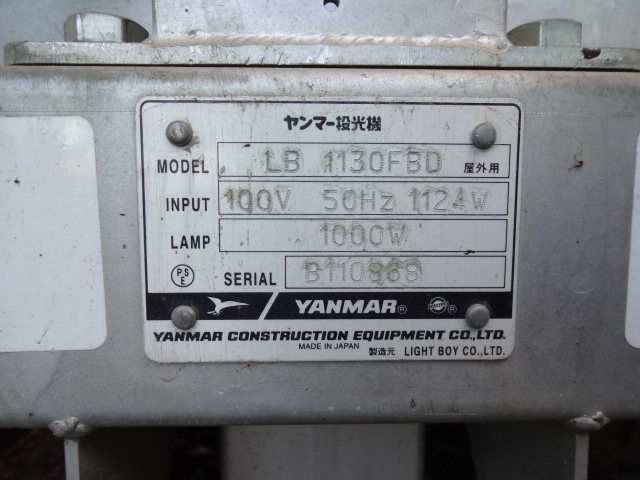 ヤンマー投光機
MODEL LB 1130FBD 屋外用
INPUT 100V 50Hz 1124W
LAMP 1000W
PSE SERIAL B110869
YANMAR®
YANMAR CONSTRUCTION EQUIPMENT CO.,LTD.
MADE IN JAPAN 製造元 LIGHT BOY CO.,LTD.